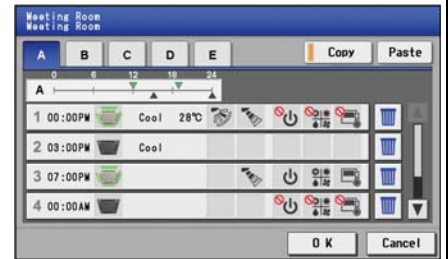 Meeting Room
Meeting Room
A B C D E Copy Paste
0 6 12 18 24
A
1 00:00PM Cool 28°C
2 03:00PM Cool
3 07:00PM
4 00:00AM
OK Cancel